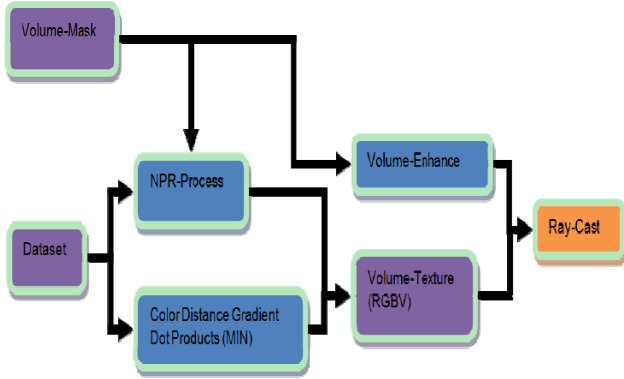 Volume-Mask
Volume-Enhance
NPR-Process
Ray-Cast
Dataset
Volume-Texture
(RGBV)
Color Distance Gradient
Dot Products (MIN)